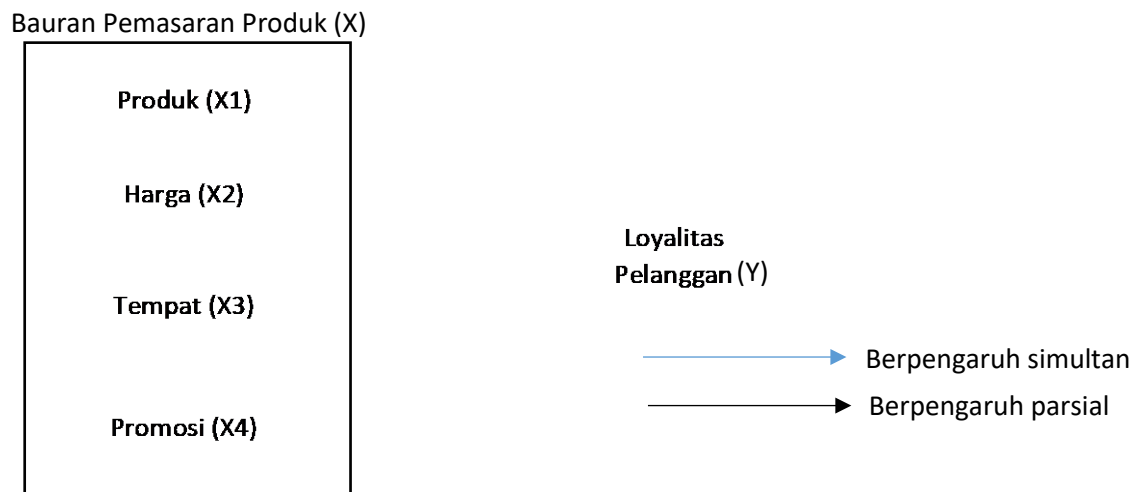 Bauran Pemasaran Produk (X)
Produk (X1)
Harga (X2)
Tempat (X3)
Promosi (X4)
Loyalitas
Pelanggan (Y)
Berpengaruh simultan
Berpengaruh parsial